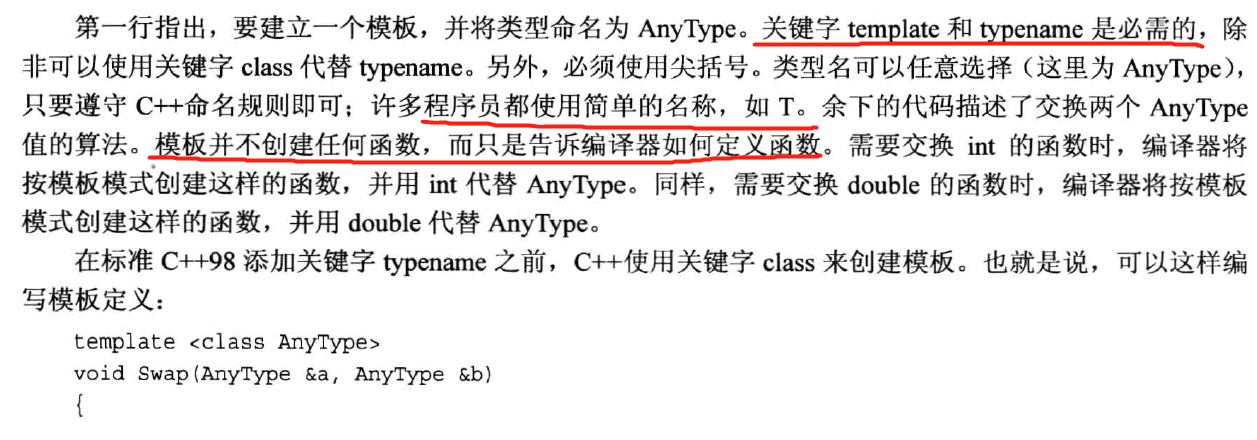 第一行指出，要建立一个模板，并将类型命名为 AnyType。关键字 template 和 typename 是必需的，除
非可以使用关键字 class 代替 typename。另外，必须使用尖括号。类型名可以任意选择（这里为 AnyType），
只要遵守 C++命名规则即可；许多程序员都使用简单的名称，如 T。余下的代码描述了交换两个 AnyType
值的算法。模板并不创建任何函数，而只是告诉编译器如何定义函数。需要交换 int 的函数时，编译器将
按模板模式创建这样的函数，并用 int 代替 AnyType。同样，需要交换 double 的函数时，编译器将按模板
模式创建这样的函数，并用 double 代替 AnyType。
在标准 C++98 添加关键字 typename 之前，C++使用关键字 class 来创建模板。也就是说，可以这样编
写模板定义：
template <class AnyType>
void Swap(AnyType &a, AnyType &b)
{